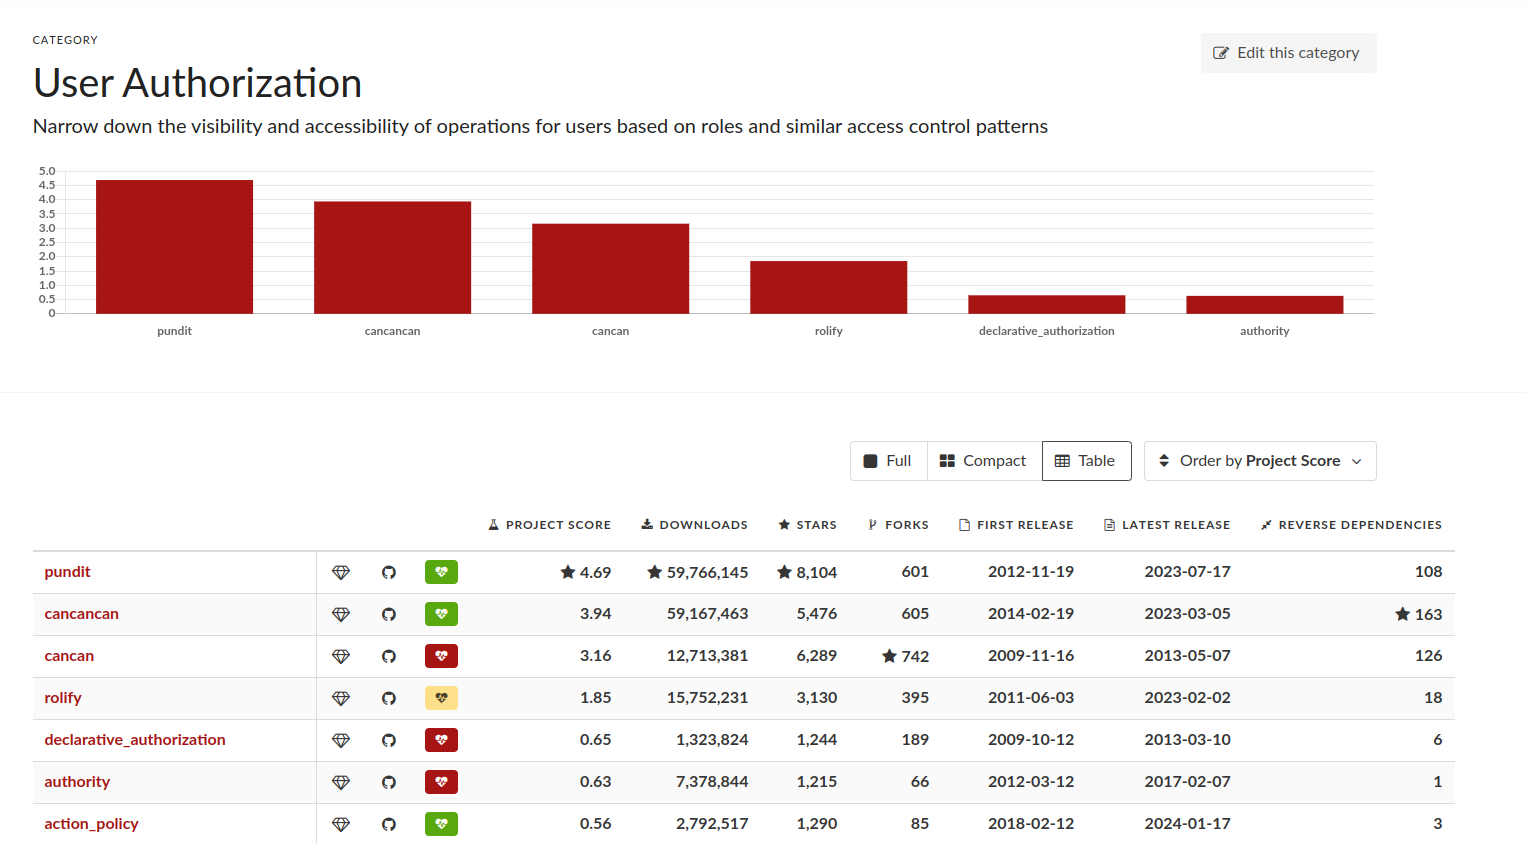 CATEGORY
Edit this category
User Authorization
Narrow down the visibility and accessibility of operations for users based on roles and similar access control patterns
5.0
4.5
4.0
3.5
3.0
2.5
2.0
1.5
1.0
0.5
0
pundit cancancan cancan rolify declarative_authorization authority
Full Compact Table Order by Project Score
PROJECT SCORE DOWNLOADS STARS FORKS FIRST RELEASE LATEST RELEASE REVERSE DEPENDENCIES
pundit 4.69 59,766,145 8,104 601 2012-11-19 2023-07-17 108
cancancan 3.94 59,167,463 5,476 605 2014-02-19 2023-03-05 163
cancan 3.16 12,713,381 6,289 742 2009-11-16 2013-05-07 126
rolify 1.85 15,752,231 3,130 395 2011-06-03 2023-02-02 18
declarative_authorization 0.65 1,323,824 1,244 189 2009-10-12 2013-03-10 6
authority 0.63 7,378,844 1,215 66 2012-03-12 2017-02-07 1
action_policy 0.56 2,792,517 1,290 85 2018-02-12 2024-01-17 3